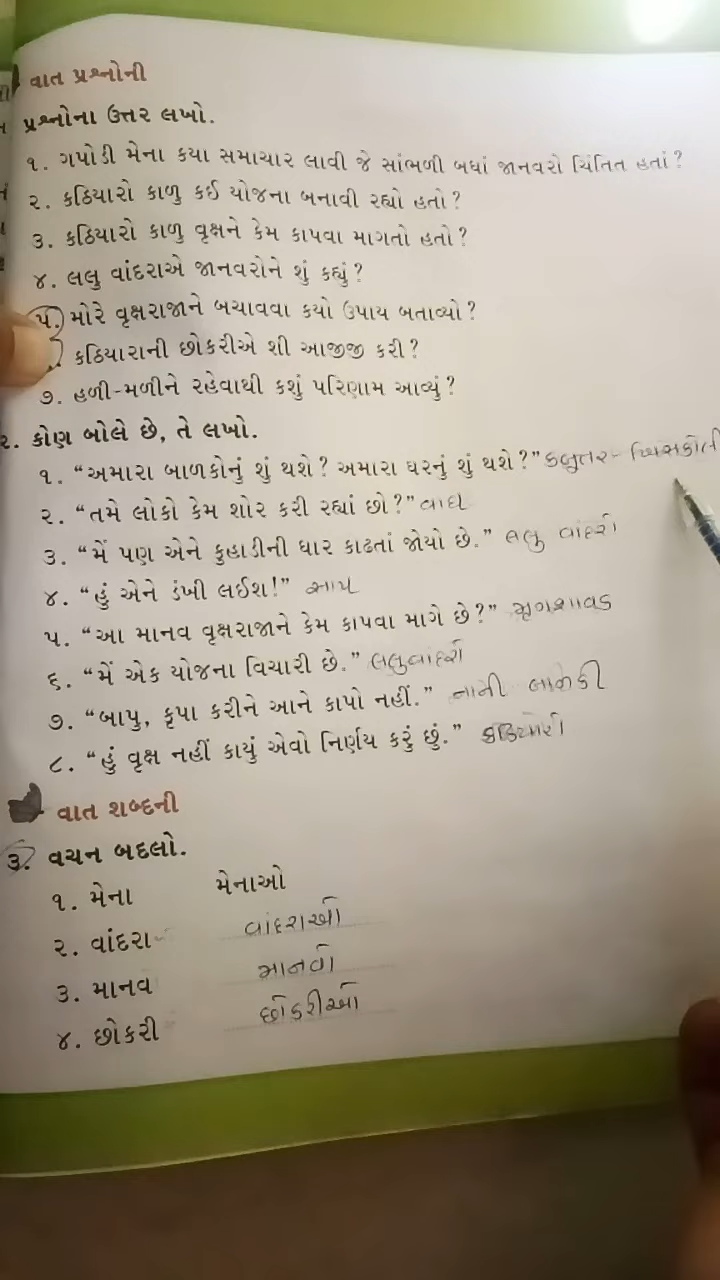 વાત પ્રશ્નોની
પ્રશ્નોના ઉત્તર લખો.
૧. ગપોડી મેના કયા સમાચાર લાવી જે સાંભળી બધાં જાનવરો ચિંતિત હતાં?
૨. કઠિયારો કાળુ કઈ યોજના બનાવી રહ્યો હતો?
૩. કઠિયારો કાળુ વૃક્ષને કેમ કાપવા માગતો હતો?
૪. લલુ વાંદરાએ જાનવરોને શું કહ્યું?
૫. મોરે વૃક્ષરાજાને બચાવવા કયો ઉપાય બતાવ્યો?
કઠિયારાની છોકરીએ શી આજીજી કરી?
૭. હળી-મળીને રહેવાથી કશું પરિણામ આવ્યું?
૨. કોણ બોલે છે, તે લખો.
૧. “અમારા બાળકોનું શું થશે? અમારા ઘરનું શું થશે?” કબુતર - ખિસકોલી
૨. “તમે લોકો કેમ શોર કરી રહ્યાં છો?” વાઘ
૩. “મેં પણ એને કુહાડીની ધાર કાઢતાં જોયો છે.” લલુ વાંદરો
૪. “હું એને ડંખી લઈશ!” સાપ
૫. “આ માનવ વૃક્ષરાજાને કેમ કાપવા માગે છે?” મૃગશાવક
૬. “મેં એક યોજના વિચારી છે.” લલુવાંદરો
૭. “બાપુ, કૃપા કરીને આને કાપો નહીં.” નાની
૮. “હું વૃક્ષ નહીં કાપું એવો નિર્ણય કરું છું.” કઠિયારો
વાત શબ્દની
૩. વચન બદલો.
૧. મેના મેનાઓ
૨. વાંદરા વાંદરાઓ
૩. માનવ માનવો
૪. છોકરી છોકરીઓ